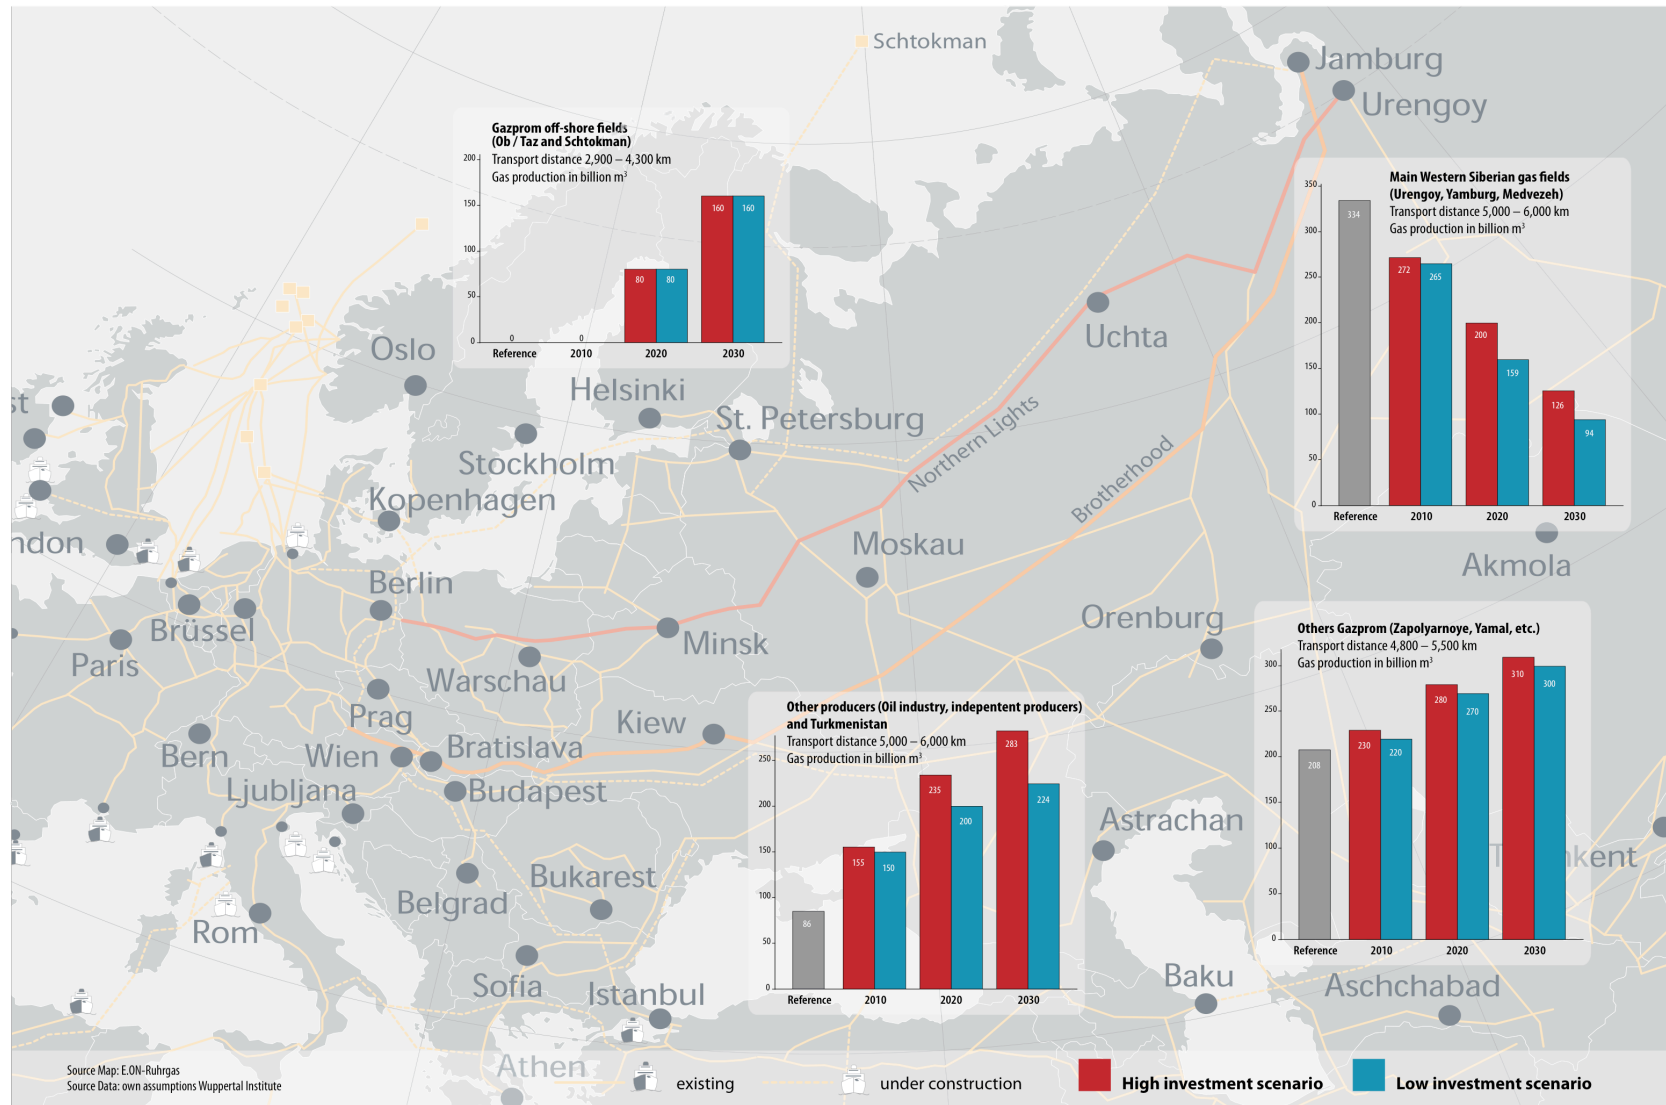 Schtokman
Jamburg
Urengoy
Gazprom off-shore fields
(Ob / Taz and Schtokman)
Transport distance 2,900 – 4,300 km
Gas production in billion m³
200
150
100
50
0
0
0
80
80
160
160
Reference
2010
2020
2030
Main Western Siberian gas fields
(Urengoy, Yamburg, Medvezeh)
Transport distance 5,000 – 6,000 km
Gas production in billion m³
350
300
250
200
150
100
50
0
334
272
265
200
159
126
94
Reference
2010
2020
2030
Uchta
Oslo
Helsinki
St. Petersburg
st
Stockholm
Northern Lights
Brotherhood
Kopenhagen
ndon
Moskau
Akmola
Berlin
Brüssel
Minsk
Orenburg
Paris
Warschau
Prag
Kiew
Bern
Wien
Bratislava
Ljubljana
Budapest
Others Gazprom (Zapolyarnoye, Yamal, etc.)
Transport distance 4,800 – 5,500 km
Gas production in billion m³
300
250
200
150
100
50
0
208
230
220
280
270
310
300
Reference
2010
2020
2030
Other producers (Oil industry, indepentent producers)
and Turkmenistan
Transport distance 5,000 – 6,000 km
Gas production in billion m³
250
200
150
100
50
0
86
155
150
235
200
283
224
Reference
2010
2020
2030
Astrachan
T
hkent
Bukarest
Belgrad
Rom
Sofia
Istanbul
Baku
Aschchabad
Athen
Source Map: E.ON-Ruhrgas
Source Data: own assumptions Wuppertal Institute
existing
under construction
High investment scenario
Low investment scenario